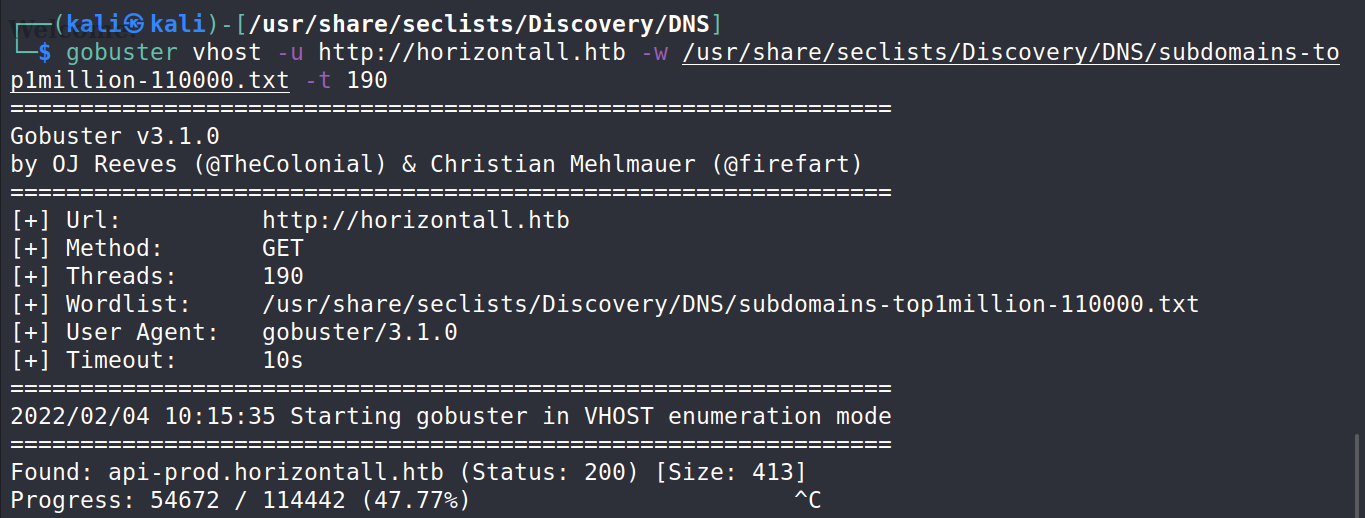 Welcome
┌──(kali㉿kali)-[/usr/share/seclists/Discovery/DNS]
└─$ gobuster vhost -u http://horizontall.htb -w /usr/share/seclists/Discovery/DNS/subdomains-to
p1million-110000.txt -t 190
===============================================================
Gobuster v3.1.0
by OJ Reeves (@TheColonial) & Christian Mehlmauer (@firefart)
===============================================================
[+] Url:          http://horizontall.htb
[+] Method:       GET
[+] Threads:      190
[+] Wordlist:     /usr/share/seclists/Discovery/DNS/subdomains-top1million-110000.txt
[+] User Agent:   gobuster/3.1.0
[+] Timeout:      10s
===============================================================
2022/02/04 10:15:35 Starting gobuster in VHOST enumeration mode
===============================================================
Found: api-prod.horizontall.htb (Status: 200) [Size: 413]
Progress: 54672 / 114442 (47.77%)                       ^C